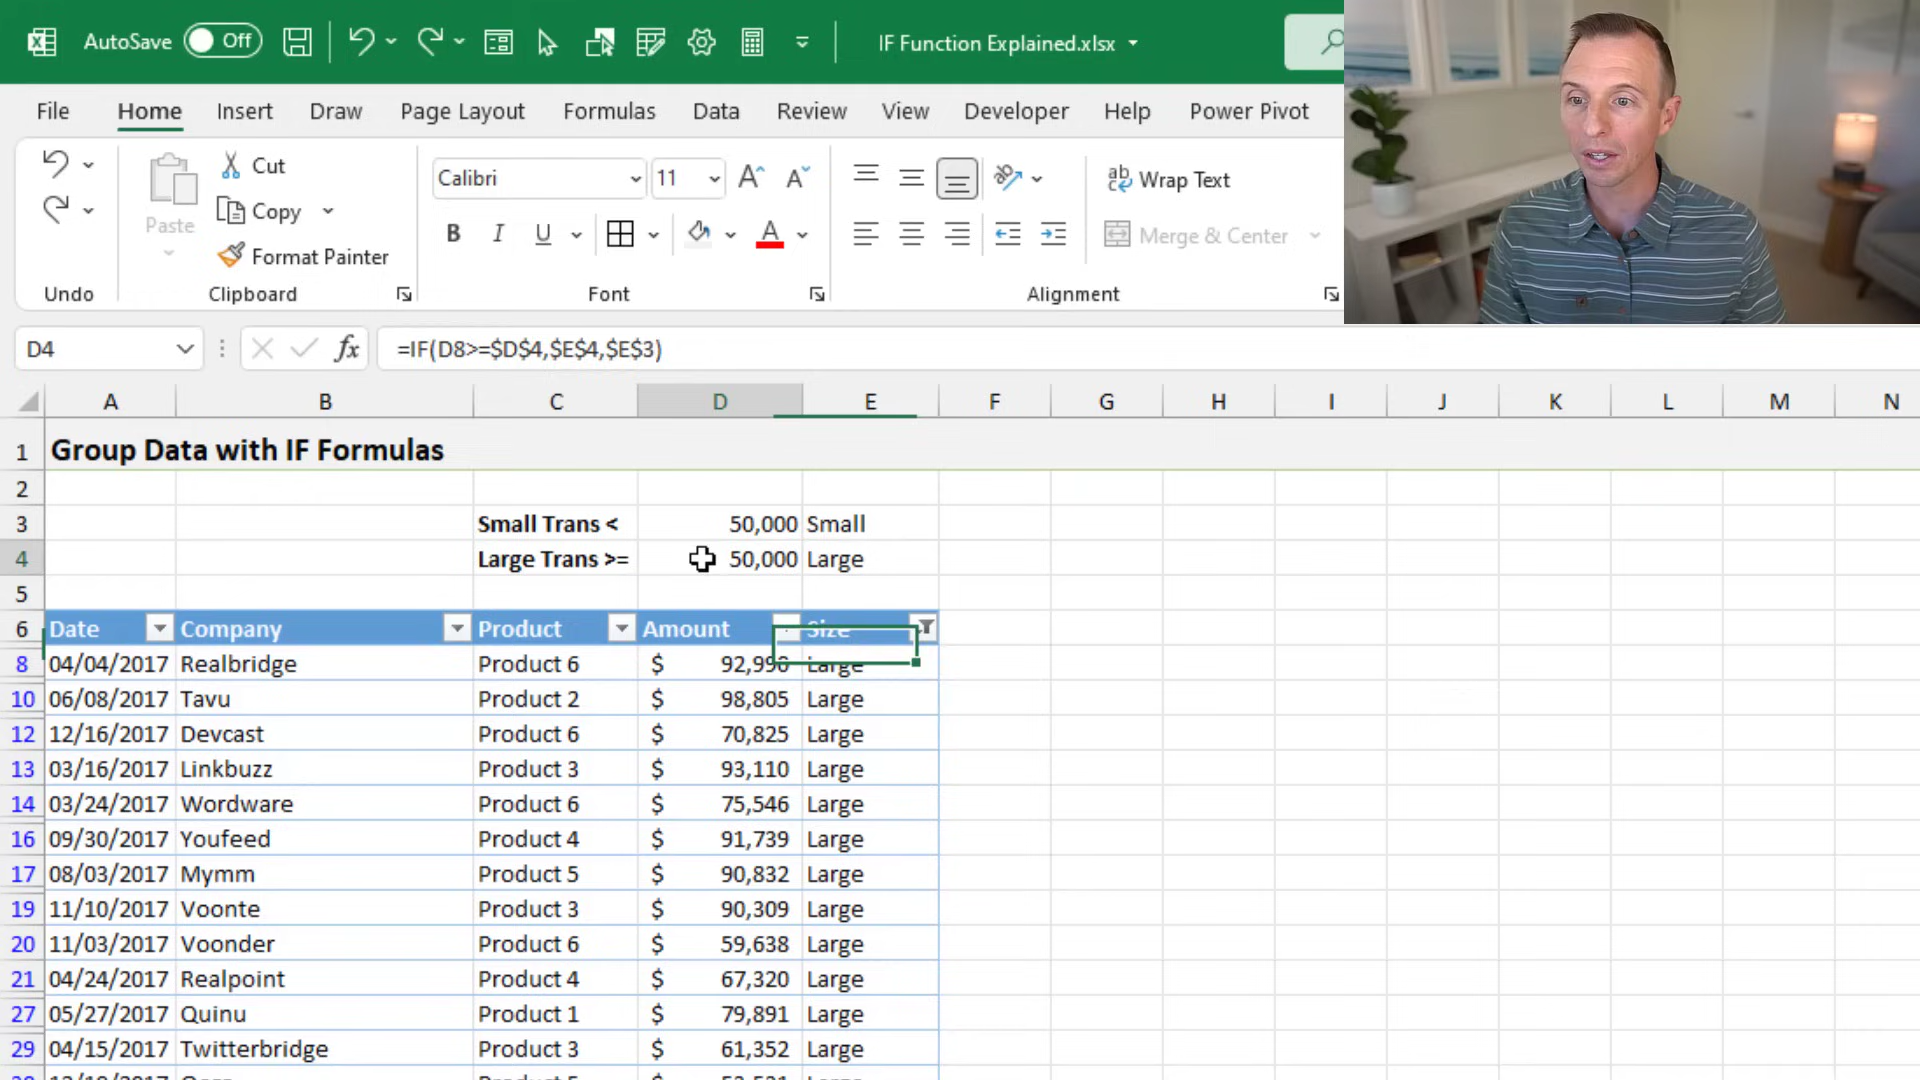 AutoSave Off IF Function Explained.xlsx
File Home Insert Draw Page Layout Formulas Data Review View Developer Help Power Pivot
Cut
Copy
Paste
Format Painter
Undo Clipboard
Calibri 11
B I U A
Font
Wrap Text
Merge & Center
Alignment
D4 fx =IF(D8>=$D$4,$E$4,$E$3)
A B C D E F G H I J K L M N
1 Group Data with IF Formulas
2
3 Small Trans < 50,000 Small
4 Large Trans >= 50,000 Large
5
6 Date Company Product Amount Size
8 04/04/2017 Realbridge Product 6 $ 92,990 Large
10 06/08/2017 Tavu Product 2 $ 98,805 Large
12 12/16/2017 Devcast Product 6 $ 70,825 Large
13 03/16/2017 Linkbuzz Product 3 $ 93,110 Large
14 03/24/2017 Wordware Product 6 $ 75,546 Large
16 09/30/2017 Youfeed Product 4 $ 91,739 Large
17 08/03/2017 Mymm Product 5 $ 90,832 Large
19 11/10/2017 Voonte Product 3 $ 90,309 Large
20 11/03/2017 Voonder Product 6 $ 59,638 Large
21 04/24/2017 Realpoint Product 4 $ 67,320 Large
27 05/27/2017 Quinu Product 1 $ 79,891 Large
29 04/15/2017 Twitterbridge Product 3 $ 61,352 Large